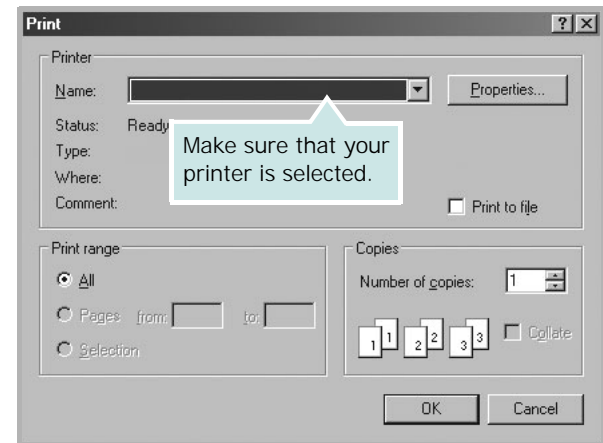 Print
Printer
Name:
Properties...
Status: Ready
Type:
Where:
Comment:
Make sure that your
printer is selected.
Print to file
Print range
All
Pages from: to:
Selection
Copies
Number of copies: 1
1 1 2 2 3 3
Collate
OK Cancel